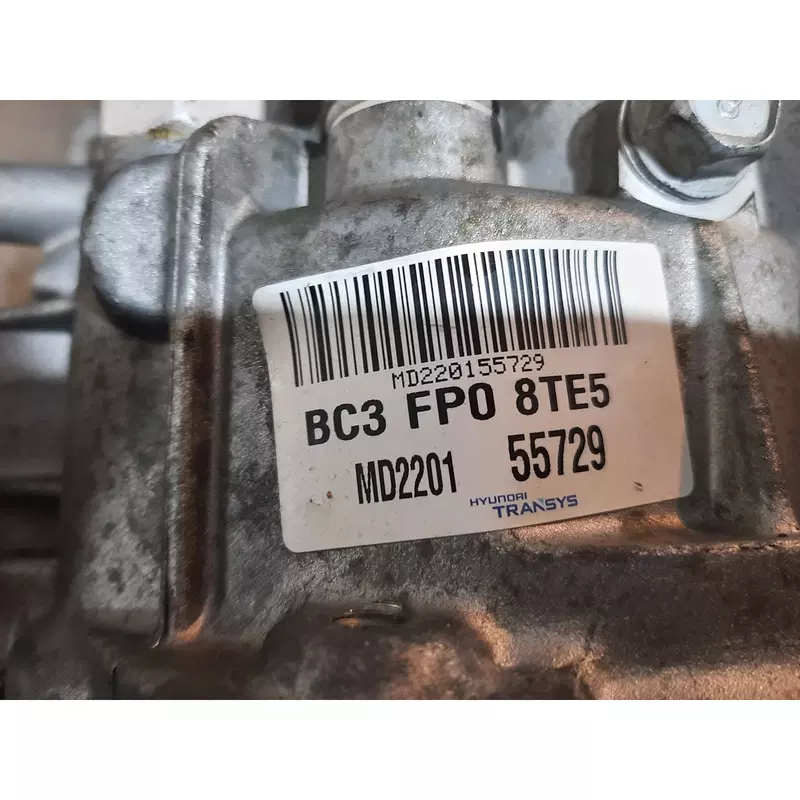 MD220155729
BC3 FP0 8TE5
MD2201 55729
HYUNDAI
TRANSYS